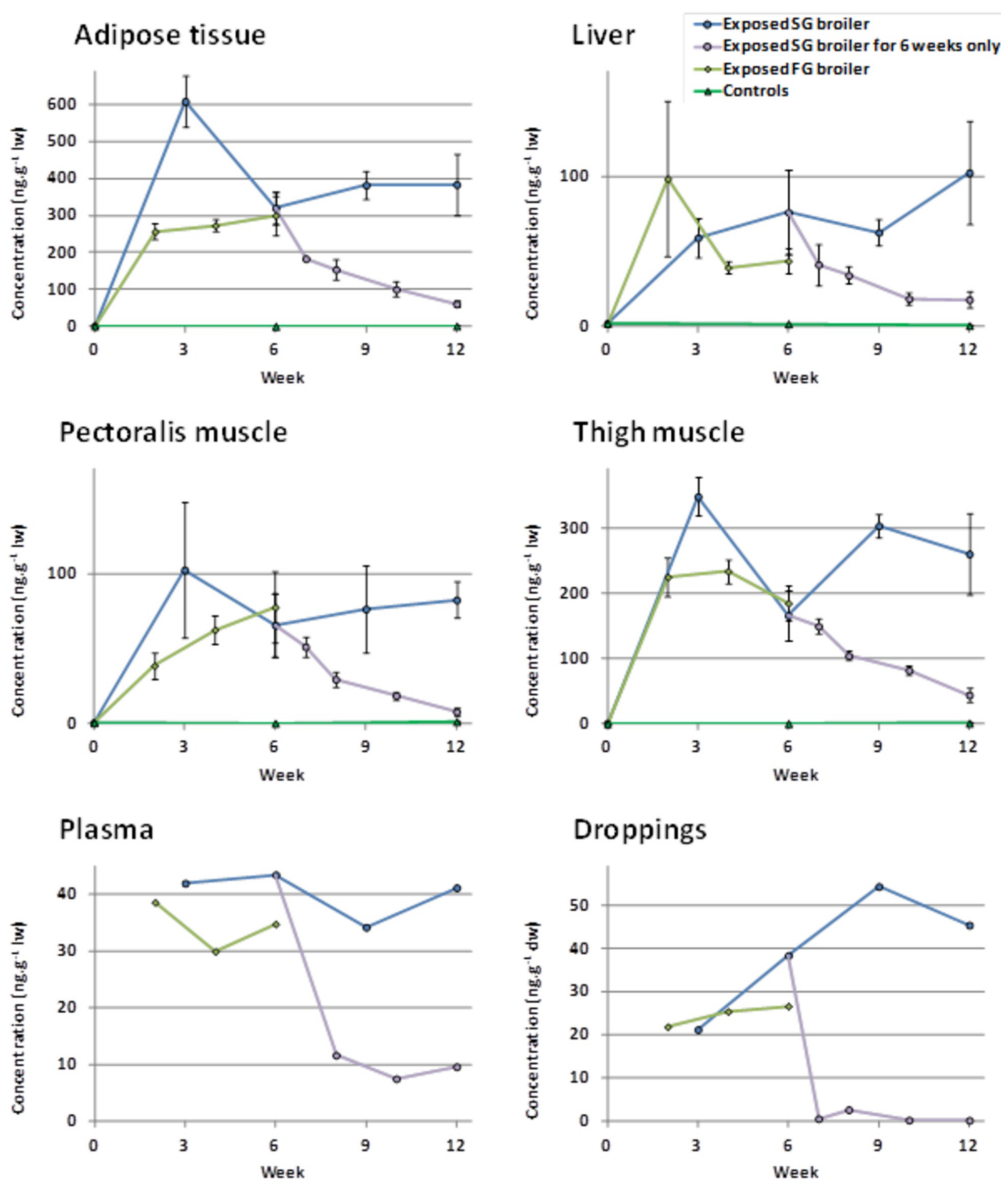 Adipose tissue
Concentration [ng.g⁻¹ lw)
600
500
400
300
200
100
0
0 3 6 9 12
Week
Liver
Exposed SG broiler
Exposed SG broiler for 6 weeks only
Exposed FG broiler
Controls
Concentration [ng.g⁻¹ lw)
100
0
0 3 6 9 12
Week
Pectoralis muscle
Concentration [ng.g⁻¹ lw)
100
0
0 3 6 9 12
Week
Thigh muscle
Concentration [ng.g⁻¹ lw)
300
200
100
0
0 3 6 9 12
Week
Plasma
Concentration [ng.g⁻¹ lw)
40
30
20
10
0
0 3 6 9 12
Week
Droppings
Concentration [ng.g⁻¹ dw)
50
40
30
20
10
0
0 3 6 9 12
Week